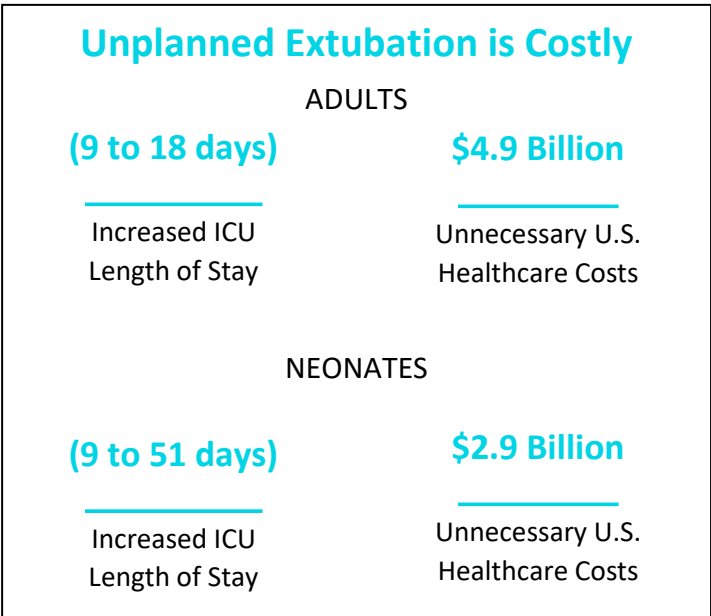 Unplanned Extubation is Costly
ADULTS
(9 to 18 days)
$4.9 Billion
Increased ICU
Length of Stay
Unnecessary U.S.
Healthcare Costs
NEONATES
(9 to 51 days)
$2.9 Billion
Increased ICU
Length of Stay
Unnecessary U.S.
Healthcare Costs